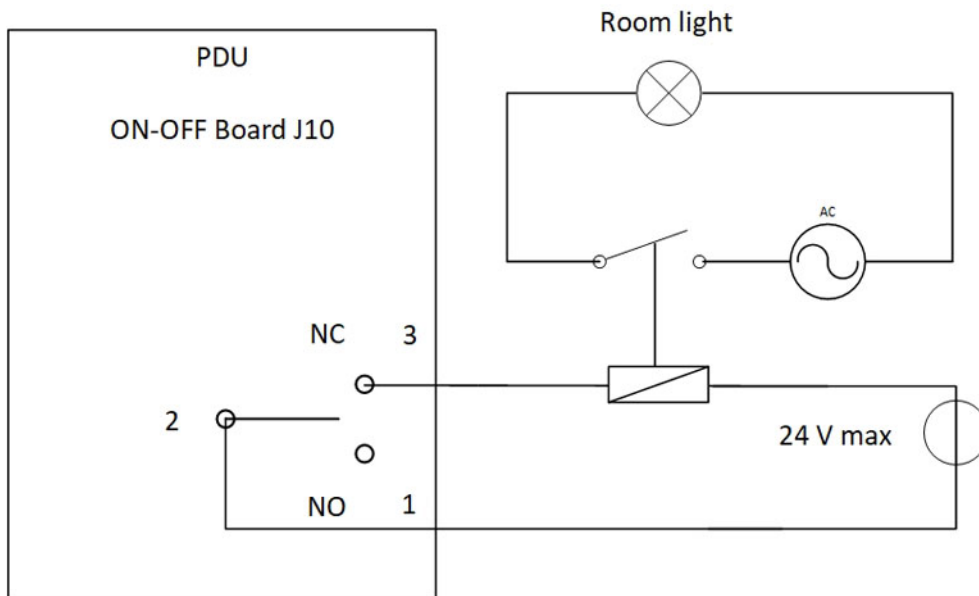 Room light
PDU
ON-OFF Board J10
AC
NC 3
2
24 V max
NO 1